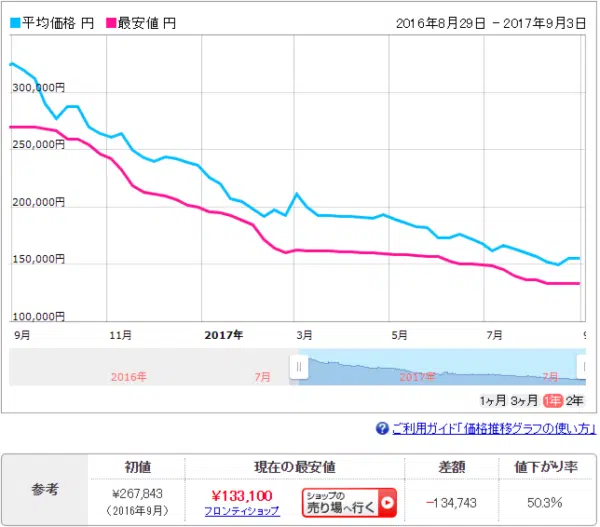 平均価格 円 最安値 円 2016年8月29日 －2017年9月3日
300,000円
250,000円
200,000円
150,000円
100,000円
9月 11月 2017年 3月 5月 7月 9
2016年 7月 2017年 7月
1ヶ月 3ヶ月 1年 2年
ご利用ガイド「価格推移グラフの使い方」
参考 初値 現在の最安値 差額 値下がり率
¥267,843 ¥133,100 ショップの −134,743 50.3%
（2016年9月） フロンティショップ 売り場へ行く